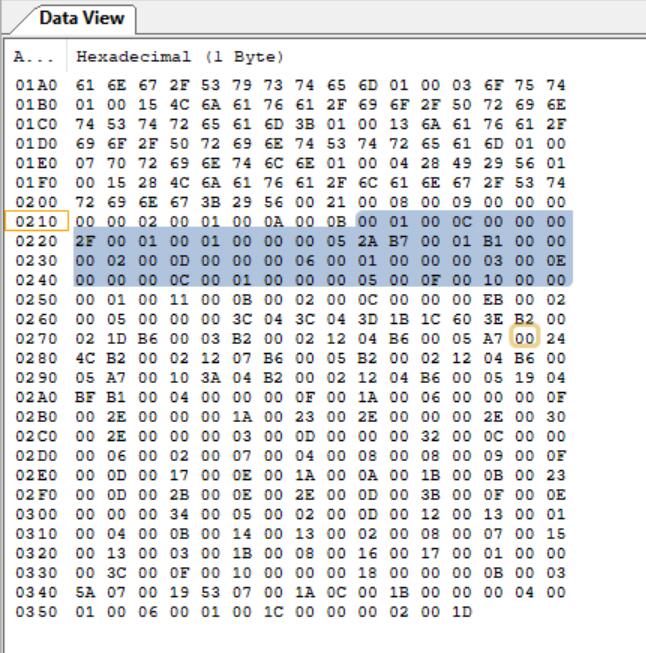 Data View
A... Hexadecimal (1 Byte)
01A0 61 6E 67 2F 53 79 73 74 65 6D 01 00 03 6F 75 74
01B0 01 00 15 4C 6A 61 76 61 2F 69 6F 2F 50 72 69 6E
01C0 74 53 74 72 65 61 6D 3B 01 00 13 6A 61 76 61 2F
01D0 69 6F 2F 50 72 69 6E 74 53 74 72 65 61 6D 01 00
01E0 07 70 72 69 6E 74 6C 6E 01 00 04 28 49 29 56 01
01F0 00 15 28 4C 6A 61 76 61 2F 6C 61 6E 67 2F 53 74
0200 72 69 6E 67 3B 29 56 00 21 00 08 00 09 00 00 00
0210 00 00 02 00 01 00 0A 00 0B 00 01 00 0C 00 00 00
0220 2F 00 01 00 01 00 00 00 05 2A B7 00 01 B1 00 00
0230 00 02 00 0D 00 00 00 06 00 01 00 00 00 03 00 0E
0240 00 00 00 0C 00 01 00 00 00 05 00 0F 00 10 00 00
0250 00 01 00 11 00 0B 00 02 00 0C 00 00 00 EB 00 02
0260 00 05 00 00 00 3C 04 3C 04 3D 1B 1C 60 3E B2 00
0270 02 1D B6 00 03 B2 00 02 12 04 B6 00 05 A7 00 24
0280 4C B2 00 02 12 07 B6 00 05 B2 00 02 12 04 B6 00
0290 05 A7 00 10 3A 04 B2 00 02 12 04 B6 00 05 19 04
02A0 BF B1 00 04 00 00 00 0F 00 1A 00 06 00 00 00 0F
02B0 00 2E 00 00 00 1A 00 23 00 2E 00 00 00 2E 00 30
02C0 00 2E 00 00 00 03 00 0D 00 00 00 32 00 0C 00 00
02D0 00 06 00 02 00 07 00 04 00 08 00 08 00 09 00 0F
02E0 00 0D 00 17 00 0E 00 1A 00 0A 00 1B 00 0B 00 23
02F0 00 0D 00 2B 00 0E 00 2E 00 0D 00 3B 00 0F 00 0E
0300 00 00 00 34 00 05 00 02 00 0D 00 12 00 13 00 01
0310 00 04 00 0B 00 14 00 13 00 02 00 08 00 07 00 15
0320 00 13 00 03 00 1B 00 08 00 16 00 17 00 01 00 00
0330 00 3C 00 0F 00 10 00 00 00 18 00 00 00 0B 00 03
0340 5A 07 00 19 53 07 00 1A 0C 00 1B 00 00 00 04 00
0350 01 00 06 00 01 00 1C 00 00 00 02 00 1D